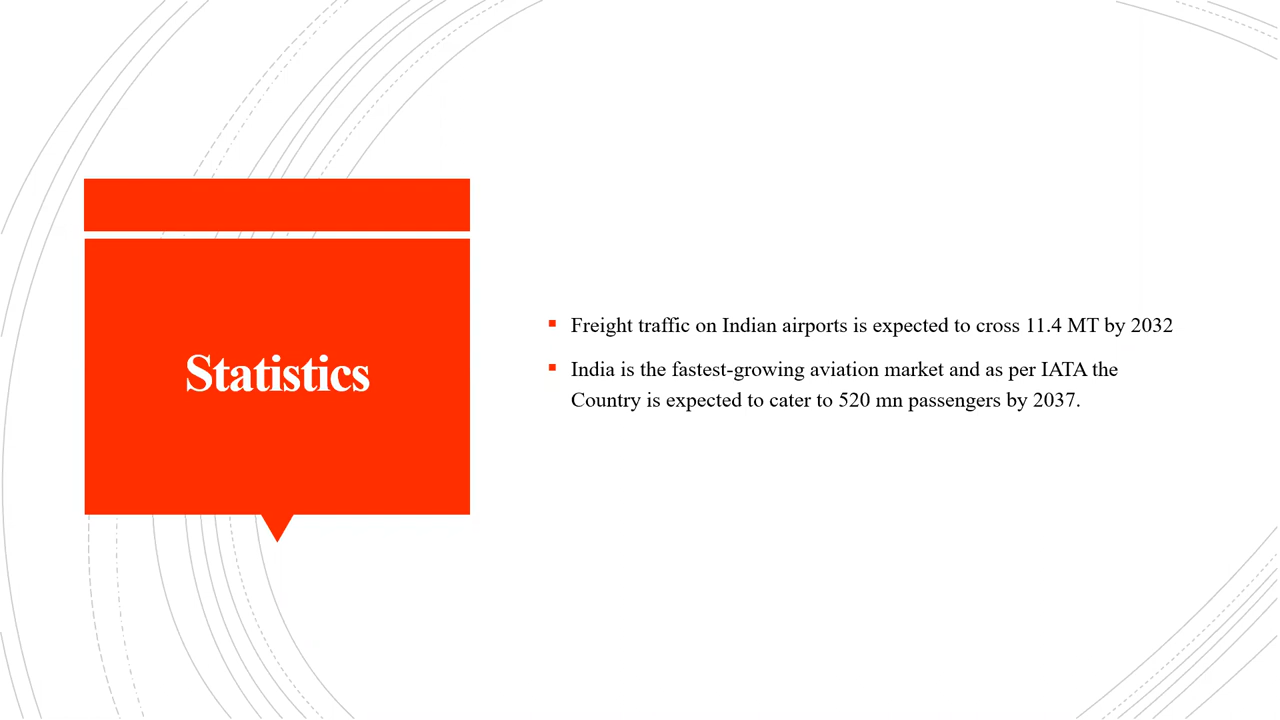 Statistics
Freight traffic on Indian airports is expected to cross 11.4 MT by 2032
India is the fastest-growing aviation market and as per IATA the
Country is expected to cater to 520 mn passengers by 2037.